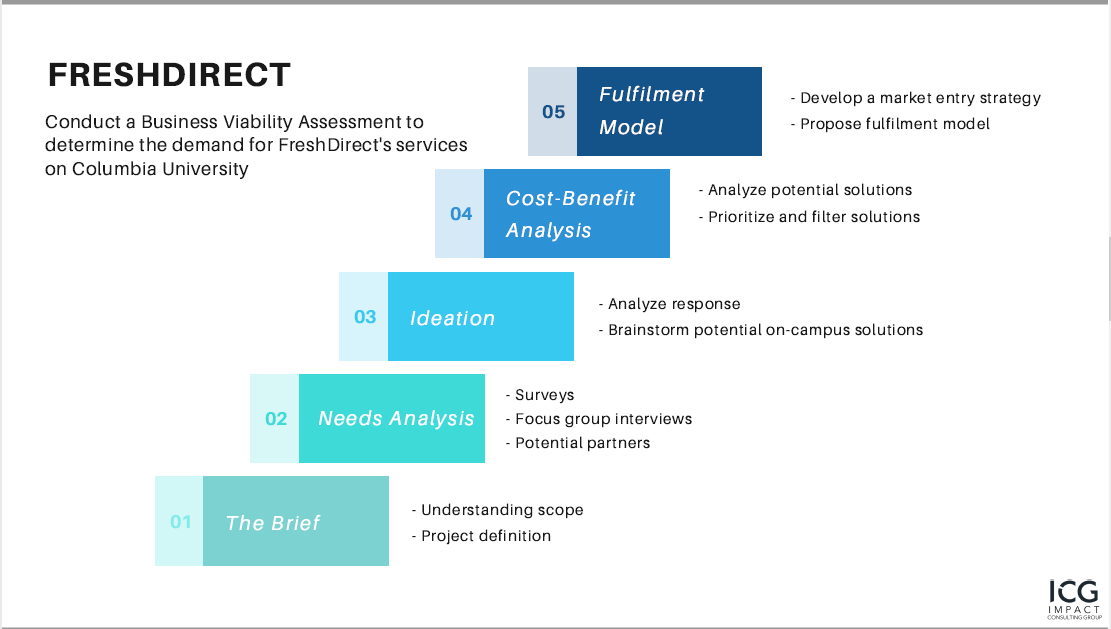 FRESHDIRECT
Conduct a Business Viability Assessment to
determine the demand for FreshDirect's services
on Columbia University
05
Fulfilment
Model
- Develop a market entry strategy
- Propose fulfilment model
04
Cost-Benefit
Analysis
- Analyze potential solutions
- Prioritize and filter solutions
03
Ideation
- Analyze response
- Brainstorm potential on-campus solutions
02
Needs Analysis
- Surveys
- Focus group interviews
- Potential partners
01
The Brief
- Understanding scope
- Project definition
ICG
IMPACT
CONSULTING GROUP